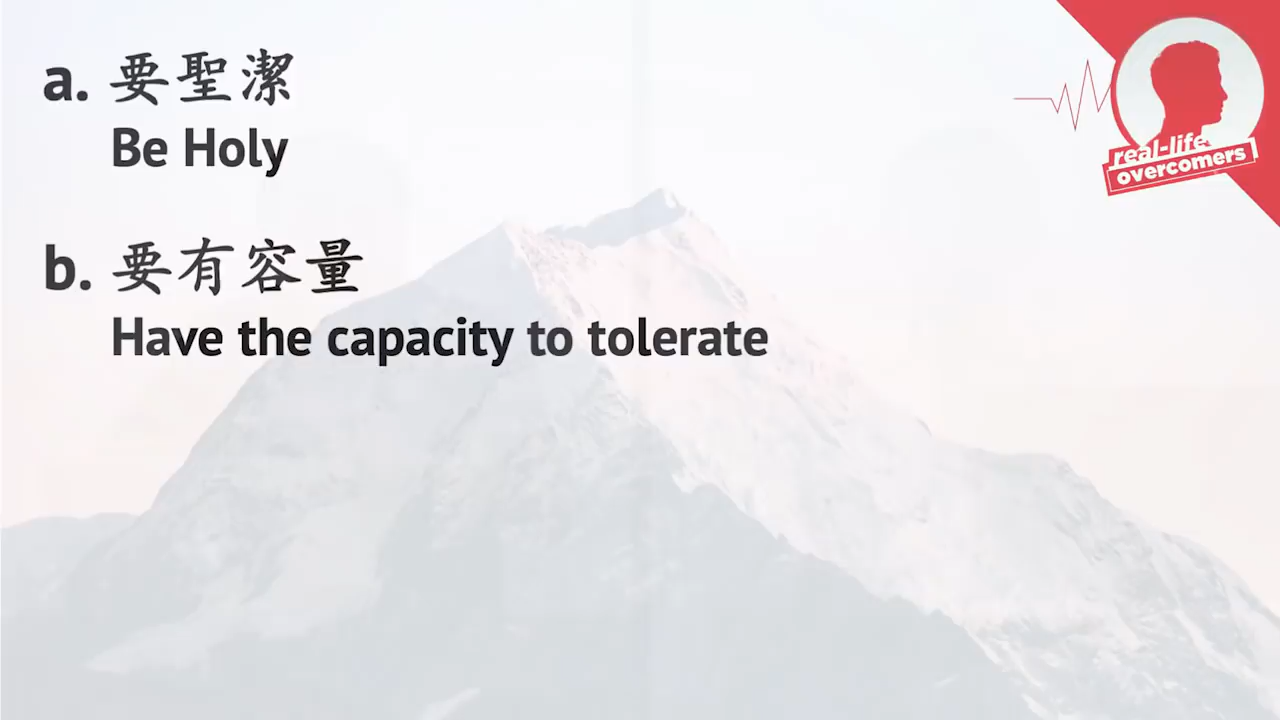 a. 要聖潔
Be Holy
b. 要有容量
Have the capacity to tolerate
real-life
overcomers